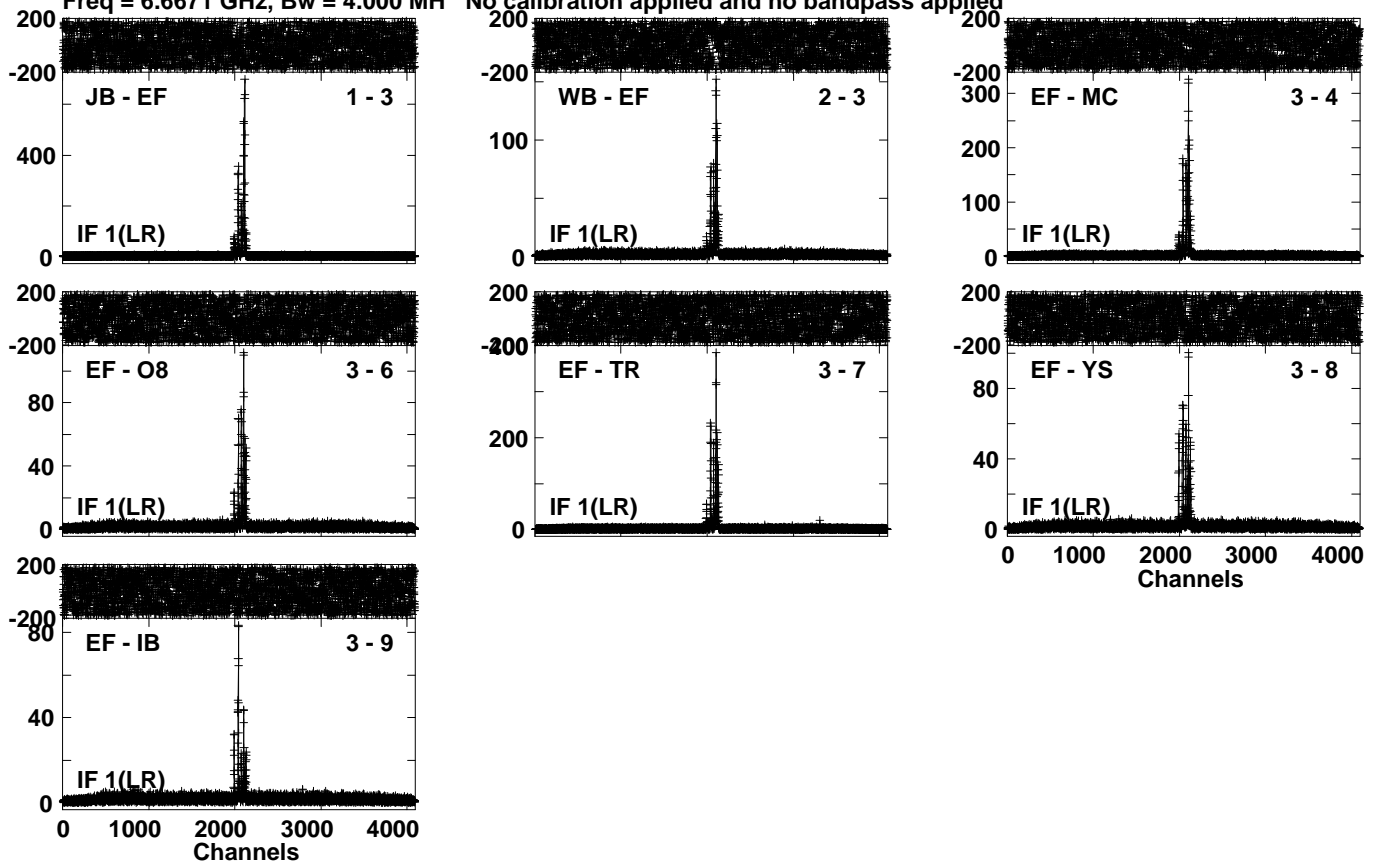 Freq = 6.6671 GHz, Bw = 4.000 MH No calibration applied and no bandpass applied
200
-200
JB - EF 1 - 3
400
IF 1(LR)
0
200
-200
WB - EF 2 - 3
100
IF 1(LR)
0
200
-200
EF - MC 3 - 4
300
200
100
IF 1(LR)
0
200
-200
EF - O8 3 - 6
80
40
IF 1(LR)
0
200
-200
400
EF - TR 3 - 7
200
IF 1(LR)
0
200
-200
EF - YS 3 - 8
80
40
IF 1(LR)
0
0 1000 2000 3000 4000
Channels
200
-200
80
EF - IB 3 - 9
40
IF 1(LR)
0
0 1000 2000 3000 4000
Channels